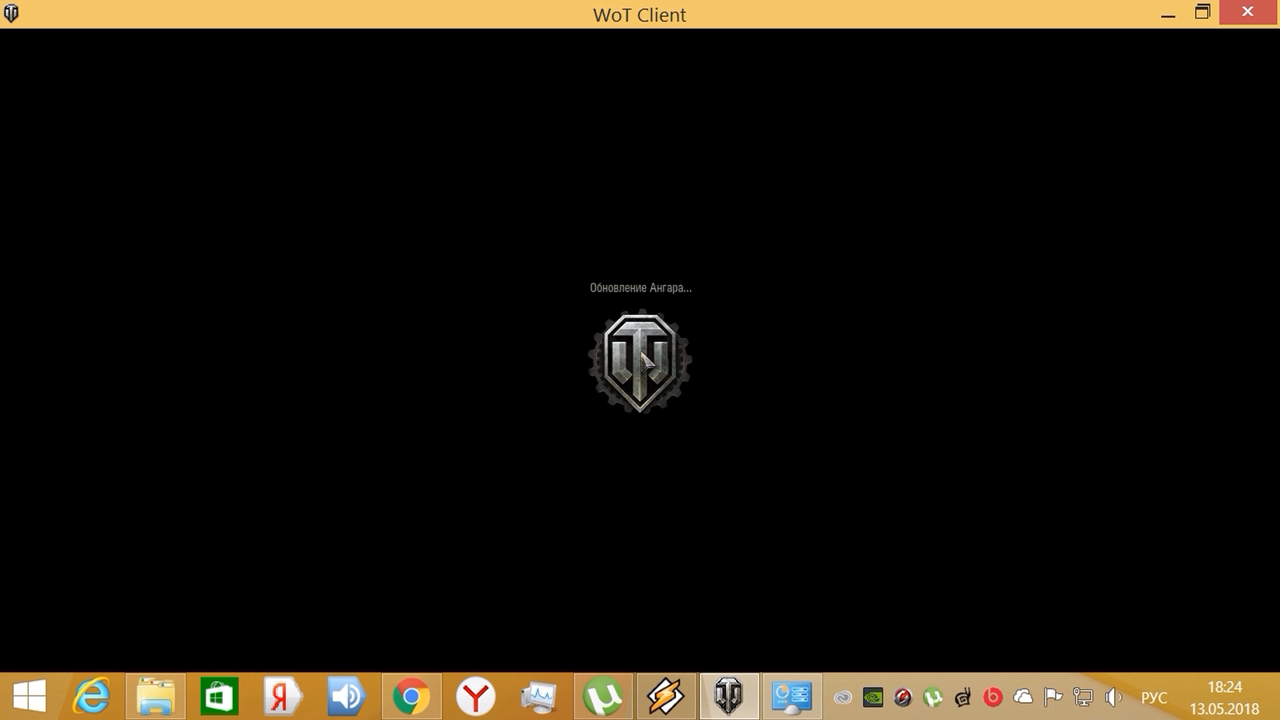 WoT Client
Обновление Ангара...
РУС
18:24
13.05.2018